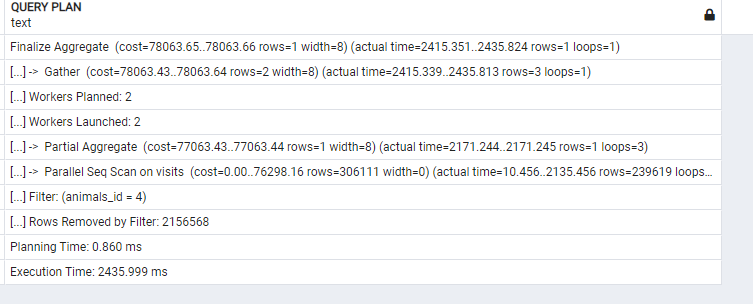 QUERY PLAN
text
Finalize Aggregate (cost=78063.65..78063.66 rows=1 width=8) (actual time=2415.351..2435.824 rows=1 loops=1)
[...] -> Gather (cost=78063.43..78063.64 rows=2 width=8) (actual time=2415.339..2435.813 rows=3 loops=1)
[...] Workers Planned: 2
[...] Workers Launched: 2
[...] -> Partial Aggregate (cost=77063.43..77063.44 rows=1 width=8) (actual time=2171.244..2171.245 rows=1 loops=3)
[...] -> Parallel Seq Scan on visits (cost=0.00..76298.16 rows=306111 width=0) (actual time=10.456..2135.456 rows=239619 loops...
[...] Filter: (animals_id = 4)
[...] Rows Removed by Filter: 2156568
Planning Time: 0.860 ms
Execution Time: 2435.999 ms